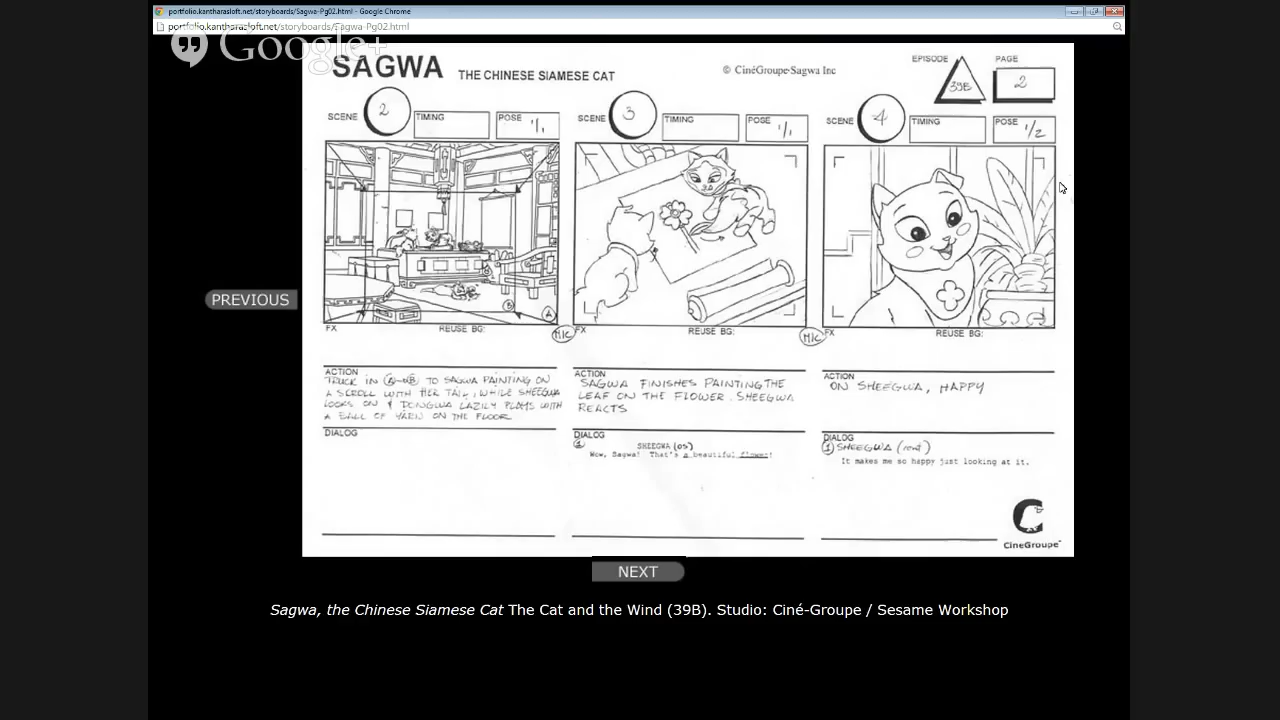 portfolio.kantharasloft.net/storyboards/Sagwa-Pg02.html - Google Chrome
portfolio.kantharasloft.net/storyboards/Sagwa-Pg02.html
Google+
SAGWA THE CHINESE SIAMESE CAT
© CinéGroupe-Sagwa Inc
EPISODE 39B
PAGE 2
SCENE 2 TIMING POSE 1/1
SCENE 3 TIMING POSE 1/1
SCENE 4 TIMING POSE 1/2
B A
PREVIOUS
FX REUSE BG:
H/C FX REUSE BG:
H/C FX REUSE BG:
ACTION
TRUCK IN A→B TO SAGWA PAINTING ON
A SCROLL WITH HER TAIL, WHILE SHEEGWA
LOOKS ON & DONGWA LAZILY PLAYS WITH
A BALL OF YARN ON THE FLOOR
DIALOG
ACTION
SAGWA FINISHES PAINTING THE
LEAF ON THE FLOWER. SHEEGWA
REACTS
DIALOG
1 SHEEGWA (OS)
Wow, Sagwa! That's a beautiful flower!
ACTION
ON SHEEGWA, HAPPY
DIALOG
1 SHEEGWA (cont)
It makes me so happy just looking at it.
C
CinéGroupe
NEXT
Sagwa, the Chinese Siamese Cat The Cat and the Wind (39B). Studio: Ciné-Groupe / Sesame Workshop